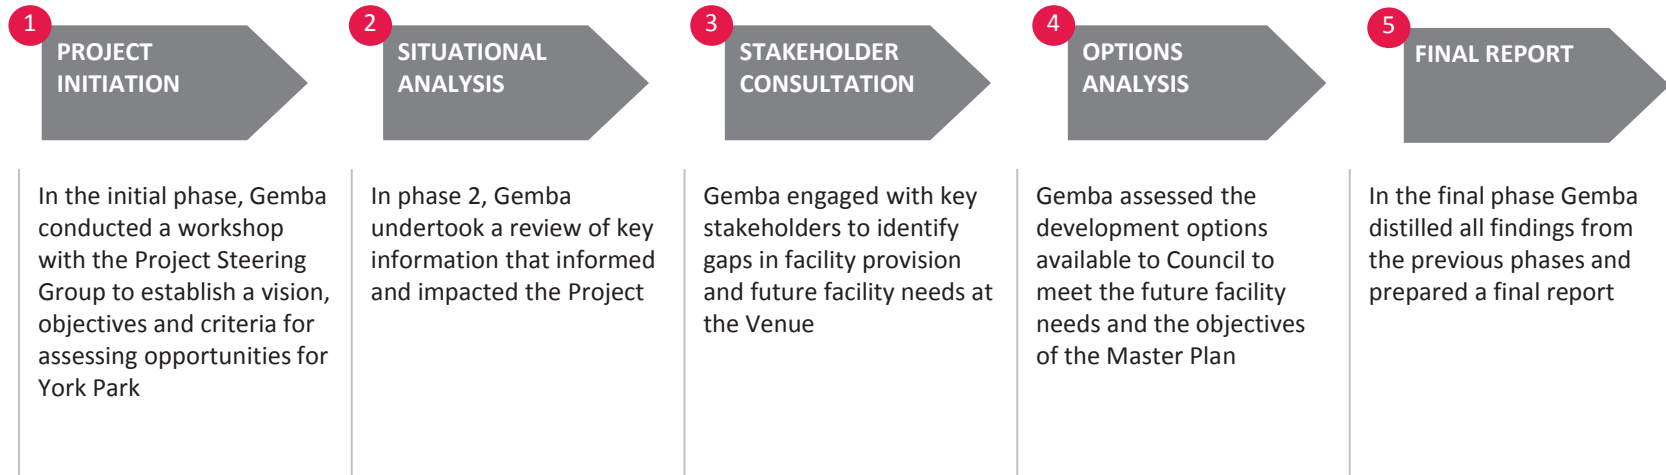 1
PROJECT
INITIATION
In the initial phase, Gemba
conducted a workshop
with the Project Steering
Group to establish a vision,
objectives and criteria for
assessing opportunities for
York Park
2
SITUATIONAL
ANALYSIS
In phase 2, Gemba
undertook a review of key
information that informed
and impacted the Project
3
STAKEHOLDER
CONSULTATION
Gemba engaged with key
stakeholders to identify
gaps in facility provision
and future facility needs at
the Venue
4
OPTIONS
ANALYSIS
Gemba assessed the
development options
available to Council to
meet the future facility
needs and the objectives
of the Master Plan
5
FINAL REPORT
In the final phase Gemba
distilled all findings from
the previous phases and
prepared a final report